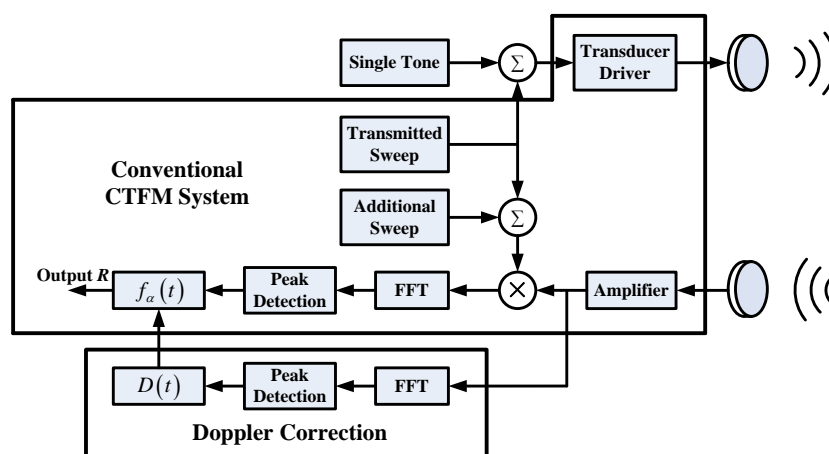 Single Tone
Σ
Transducer
Driver
Transmitted
Sweep
Conventional
CTFM System
Additional
Sweep
Σ
Output R
fα(t)
Peak
Detection
FFT
×
Amplifier
D(t)
Peak
Detection
FFT
Doppler Correction